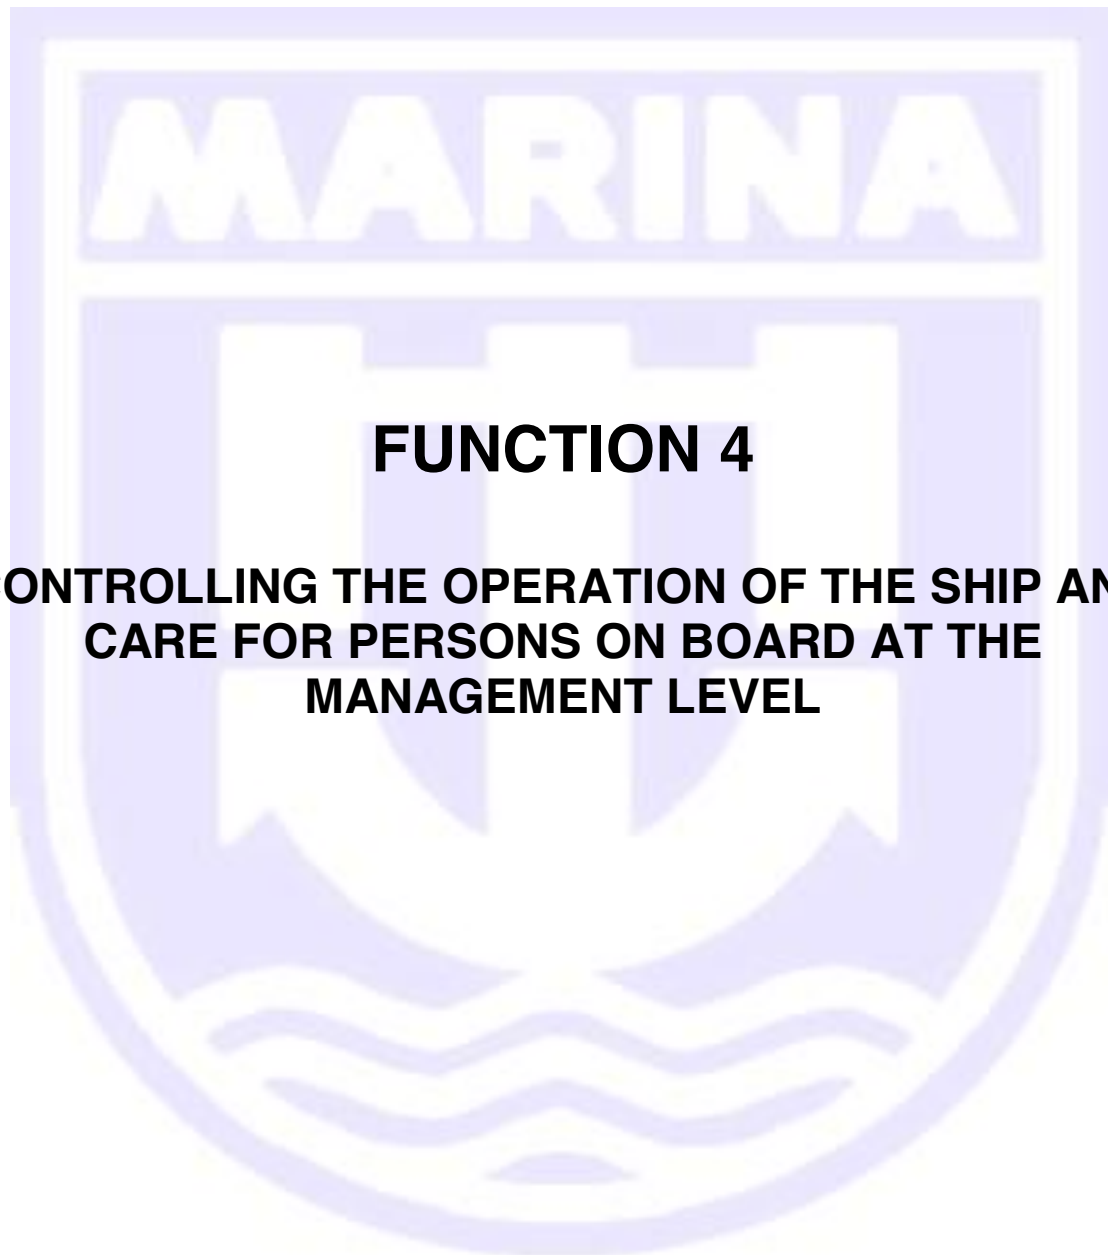 MARINA
FUNCTION 4
ONTROLLING THE OPERATION OF THE SHIP AN
CARE FOR PERSONS ON BOARD AT THE
MANAGEMENT LEVEL